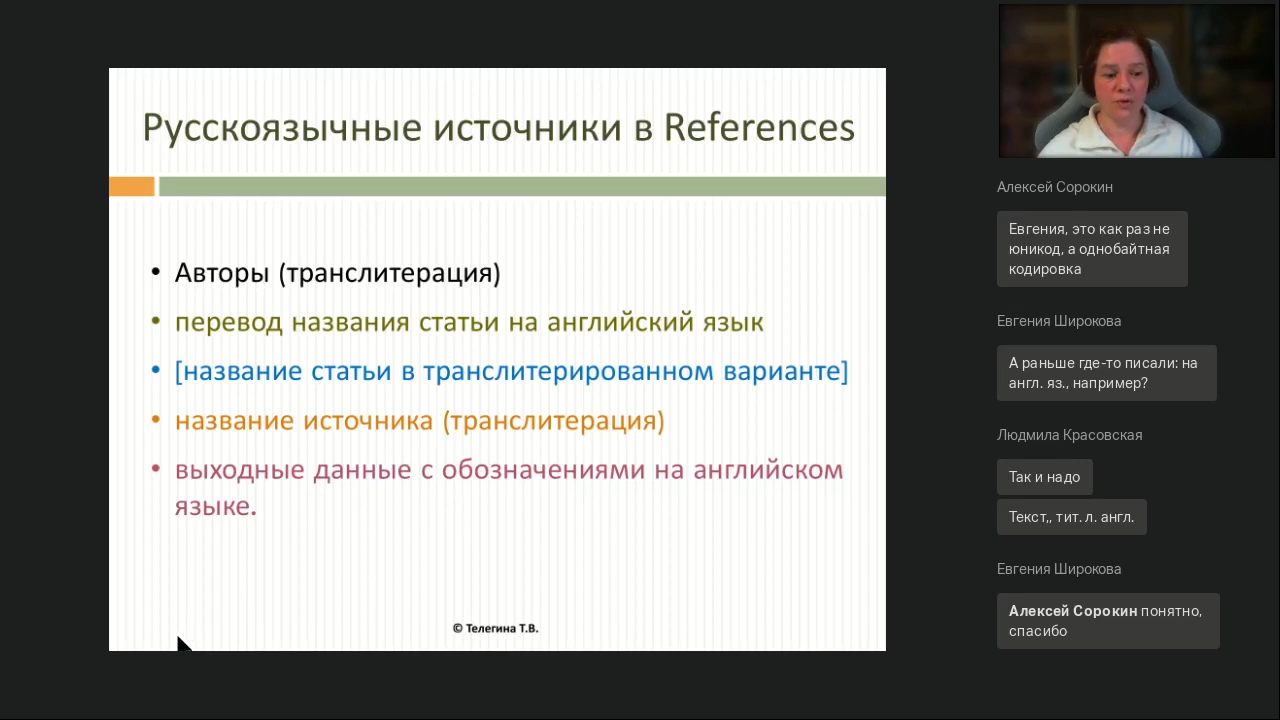 Русскоязычные источники в References
• Авторы (транслитерация)
• перевод названия статьи на английский язык
• [название статьи в транслитерированном варианте]
• название источника (транслитерация)
• выходные данные с обозначениями на английском
языке.
© Телегина Т.В.
Алексей Сорокин
Евгения, это как раз не
юникод, а однобайтная
кодировка
Евгения Широкова
А раньше где-то писали: на
англ. яз., например?
Людмила Красовская
Так и надо
Текст,, тит. л. англ.
Евгения Широкова
Алексей Сорокин понятно,
спасибо